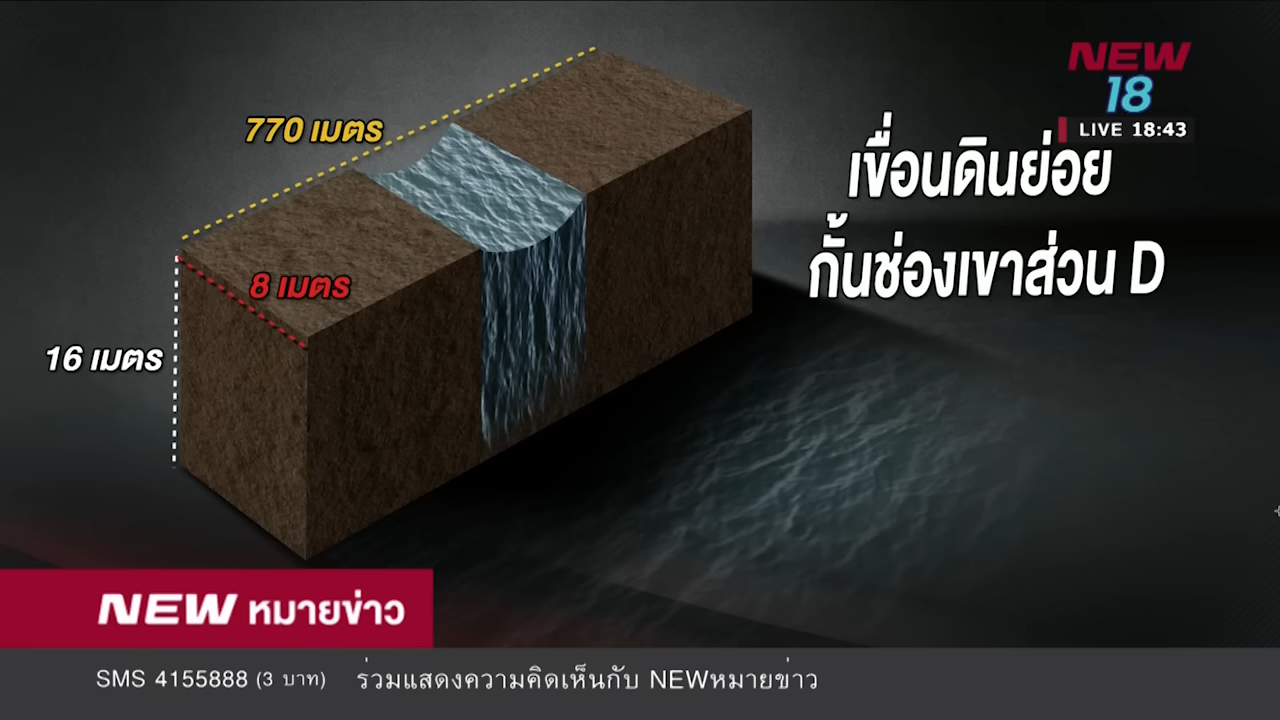 NEW
18
LIVE 18:43
770 เมตร
เขื่อนดินย่อย
กั้นช่องเขาส่วน D
8 เมตร
16 เมตร
NEW หมายข่าว
SMS 4155888 (3 บาท) ร่วมแสดงความคิดเห็นกับ NEWหมายข่าว